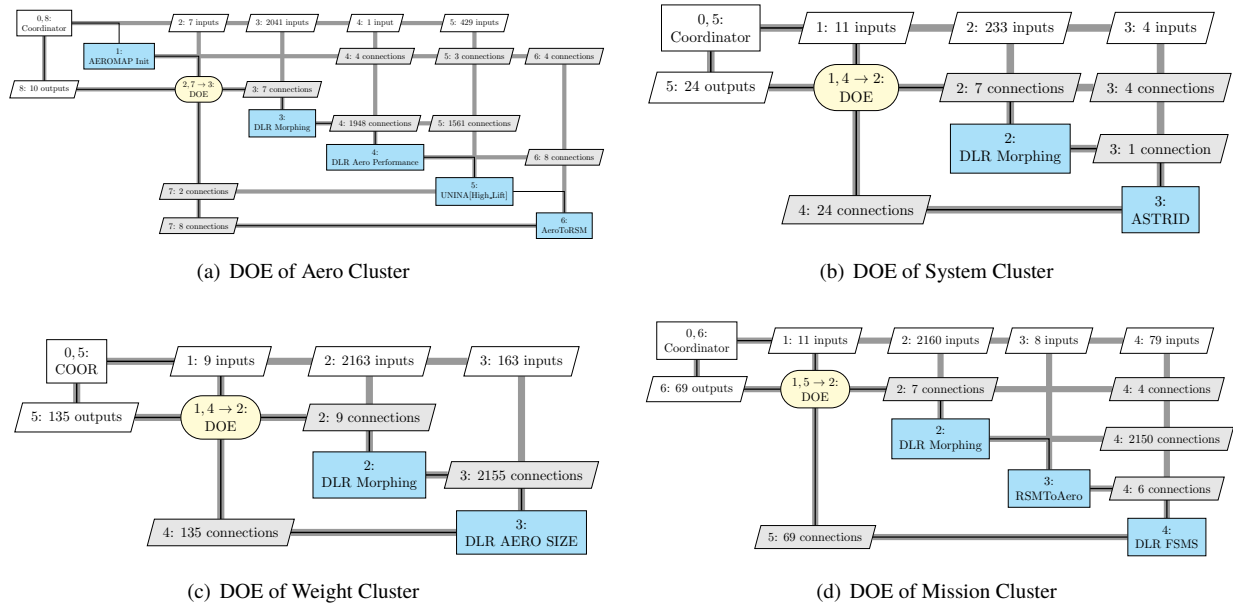 0, 8:
Coordinator
2: 7 inputs
3: 2041 inputs
4: 1 input
5: 429 inputs
1:
AEROMAP Init
4: 4 connections
5: 3 connections
6: 4 connections
8: 10 outputs
2, 7 → 3:
DOE
3: 7 connections
3:
DLR Morphing
4: 1948 connections
5: 1561 connections
4:
DLR Aero Performance
6: 8 connections
7: 2 connections
5:
UNINA[High_Lift]
7: 8 connections
6:
AeroToRSM
(a) DOE of Aero Cluster
0, 5:
Coordinator
1: 11 inputs
2: 233 inputs
3: 4 inputs
5: 24 outputs
1, 4 → 2:
DOE
2: 7 connections
3: 4 connections
2:
DLR Morphing
3: 1 connection
4: 24 connections
3:
ASTRID
(b) DOE of System Cluster
0, 5:
COOR
1: 9 inputs
2: 2163 inputs
3: 163 inputs
5: 135 outputs
1, 4 → 2:
DOE
2: 9 connections
2:
DLR Morphing
3: 2155 connections
4: 135 connections
3:
DLR AERO SIZE
(c) DOE of Weight Cluster
0, 6:
Coordinator
1: 11 inputs
2: 2160 inputs
3: 8 inputs
4: 79 inputs
6: 69 outputs
1, 5 → 2:
DOE
2: 7 connections
4: 4 connections
2:
DLR Morphing
4: 2150 connections
3:
RSMToAero
4: 6 connections
5: 69 connections
4:
DLR FSMS
(d) DOE of Mission Cluster